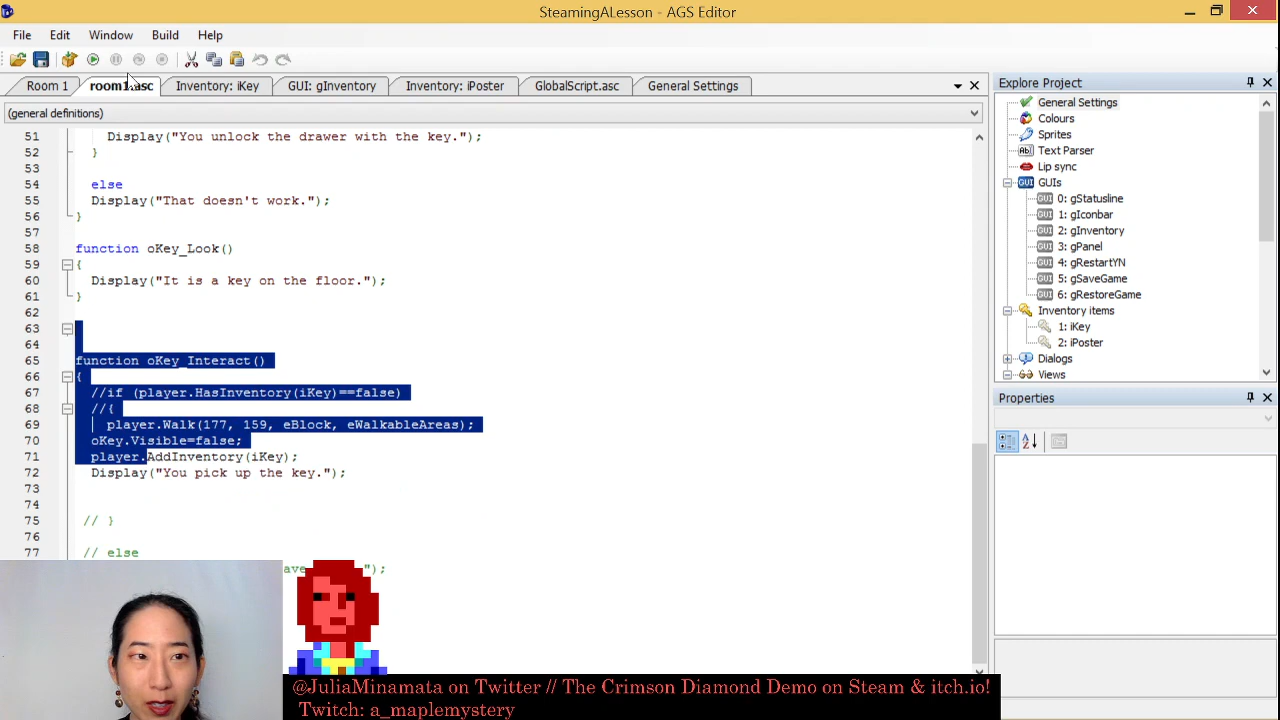 SteamingALesson - AGS Editor
File Edit Window Build Help
Room 1 room1.asc Inventory: iKey GUI: gInventory Inventory: iPoster GlobalScript.asc General Settings
(general definitions)
51 Display("You unlock the drawer with the key.");
52 }
53
54 else
55 Display("That doesn't work.");
56 }
57
58 function oKey_Look()
59 {
60 Display("It is a key on the floor.");
61 }
62
63
64
65 function oKey_Interact()
66 {
67 //if (player.HasInventory(iKey)==false)
68 //{
69 player.Walk(177, 159, eBlock, eWalkableAreas);
70 oKey.Visible=false;
71 player.AddInventory(iKey);
72 Display("You pick up the key.");
73
74
75 // }
76
77 // else
");
Explore Project
General Settings
Colours
Sprites
Text Parser
Lip sync
GUIs
0: gStatusline
1: gIconbar
2: gInventory
3: gPanel
4: gRestartYN
5: gSaveGame
6: gRestoreGame
Inventory items
1: iKey
2: iPoster
Dialogs
Views
Properties
@JuliaMinamata on Twitter // The Crimson Diamond Demo on Steam & itch.io!
Twitch: a_maplemystery